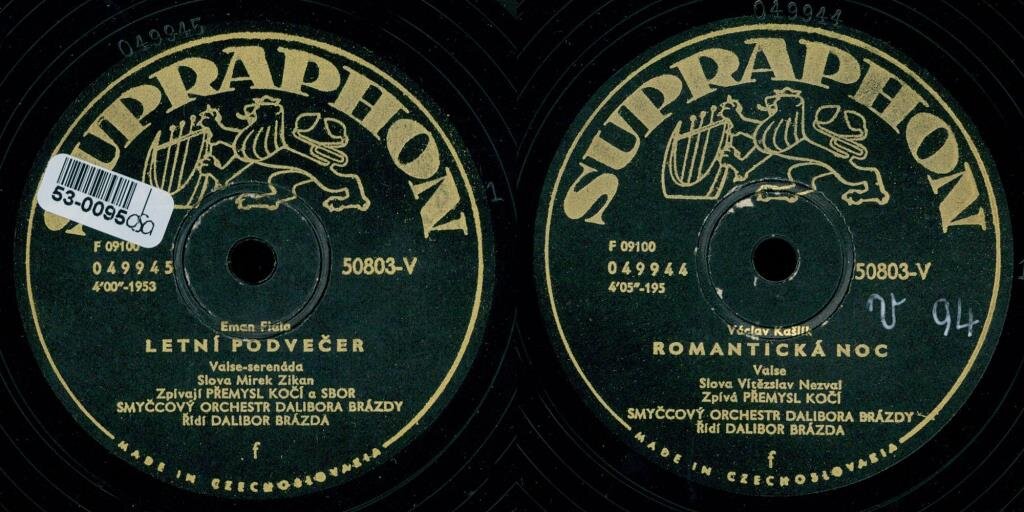 049945
SUPRAPHON
53-0095
F 09100
049945
4'00"-1953
50803-V
Eman Fiala
LETNÍ PODVEČER
Valse-serenáda
Slova Mirek Zikan
Zpívají PŘEMYSL KOČÍ a SBOR
SMYČCOVÝ ORCHESTR DALIBORA BRÁZDY
Řídí DALIBOR BRÁZDA
f
MADE IN CZECHOSLOVAKIA
1
049944
SUPRAPHON
F 09100
049944
4'05"-195
50803-V
V 94
Václav Kašlík
ROMANTICKÁ NOC
Valse
Slova Vítězslav Nezval
Zpívá PŘEMYSL KOČÍ
SMYČCOVÝ ORCHESTR DALIBORA BRÁZDY
Řídí DALIBOR BRÁZDA
f
MADE IN CZECHOSLOVAKIA